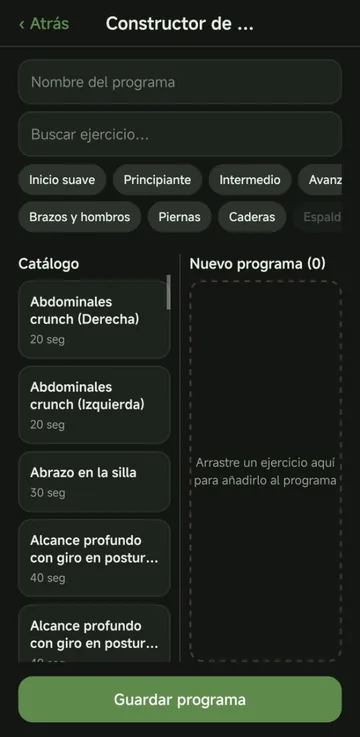 ‹ Atrás
Constructor de ...
Nombre del programa
Buscar ejercicio...
Inicio suave Principiante Intermedio Avanz
Brazos y hombros Piernas Caderas Espald
Catálogo
Abdominales
crunch (Derecha)
20 seg
Abdominales
crunch (Izquierda)
20 seg
Abrazo en la silla
30 seg
Alcance profundo
con giro en postur...
40 seg
Alcance profundo
con giro en postur...
40 seg
Nuevo programa (0)
Arrastre un ejercicio aquí
para añadirlo al programa
Guardar programa